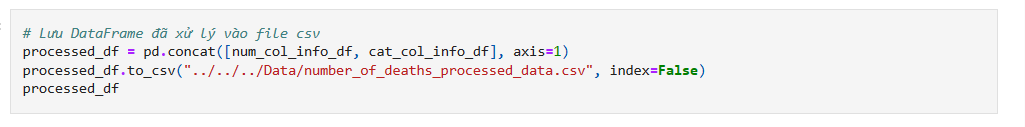 # Lưu DataFrame đã xử lý vào file csv
processed_df = pd.concat([num_col_info_df, cat_col_info_df], axis=1)
processed_df.to_csv("../../../Data/number_of_deaths_processed_data.csv", index=False)
processed_df